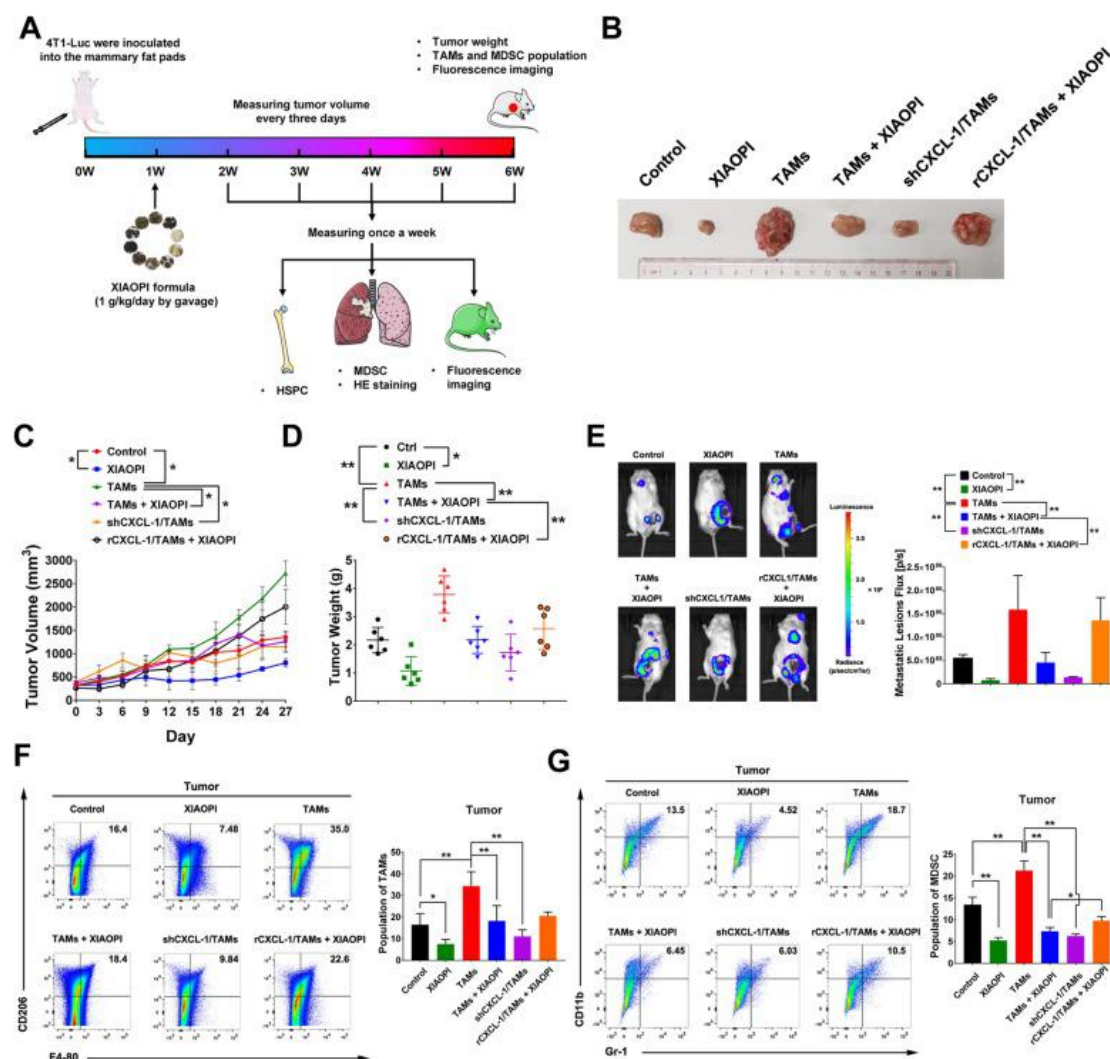 A
4T1-Luc were inoculated
into the mammary fat pads
• Tumor weight
• TAMs and MDSC population
• Fluorescence imaging
Measuring tumor volume
every three days
0W 1W 2W 3W 4W 5W 6W
Measuring once a week
XIAOPI formula
(1 g/kg/day by gavage)
• HSPC
• MDSC
• HE staining
• Fluorescence
imaging
B
Control
XIAOPI
TAMs
TAMs + XIAOPI
shCXCL-1/TAMs
rCXCL-1/TAMs + XIAOPI
C
Control
XIAOPI
TAMs
TAMs + XIAOPI
shCXCL-1/TAMs
rCXCL-1/TAMs + XIAOPI
* * * *
Tumor Volume (mm³)
3000
2500
2000
1500
1000
500
0
0 3 6 9 12 15 18 21 24 27
Day
D
Ctrl
XIAOPI
TAMs
TAMs + XIAOPI
shCXCL-1/TAMs
rCXCL-1/TAMs + XIAOPI
** ** * ** **
Tumor Weight (g)
6
5
4
3
2
1
0
E
Control XIAOPI TAMs
TAMs
+
XIAOPI
shCXCL1/TAMs
rCXCL1/TAMs
+
XIAOPI
Luminescence
Radiance
(p/sec/cm²/sr)
Control
XIAOPI
TAMs
TAMs + XIAOPI
shCXCL-1/TAMs
rCXCL-1/TAMs + XIAOPI
** ** ** ** **
Metastatic Lesions Flux [p/s]
F
Tumor
Control XIAOPI TAMs
16.4 7.48 35.0
TAMs + XIAOPI shCXCL-1/TAMs rCXCL-1/TAMs + XIAOPI
18.4 9.84 22.6
CD206
F4-80
Tumor
Population of TAMs
50
40
30
20
10
0
* ** ** **
Control
XIAOPI
TAMs
TAMs + XIAOPI
shCXCL-1/TAMs
rCXCL-1/TAMs + XIAOPI
G
Tumor
Control XIAOPI TAMs
13.5 4.52 18.7
TAMs + XIAOPI shCXCL-1/TAMs rCXCL-1/TAMs + XIAOPI
6.45 6.03 10.5
CD11b
Gr-1
Tumor
Population of MDSC
25
20
15
10
5
0
** ** ** ** *
Control
XIAOPI
TAMs
TAMs + XIAOPI
shCXCL-1/TAMs
rCXCL-1/TAMs + XIAOPI